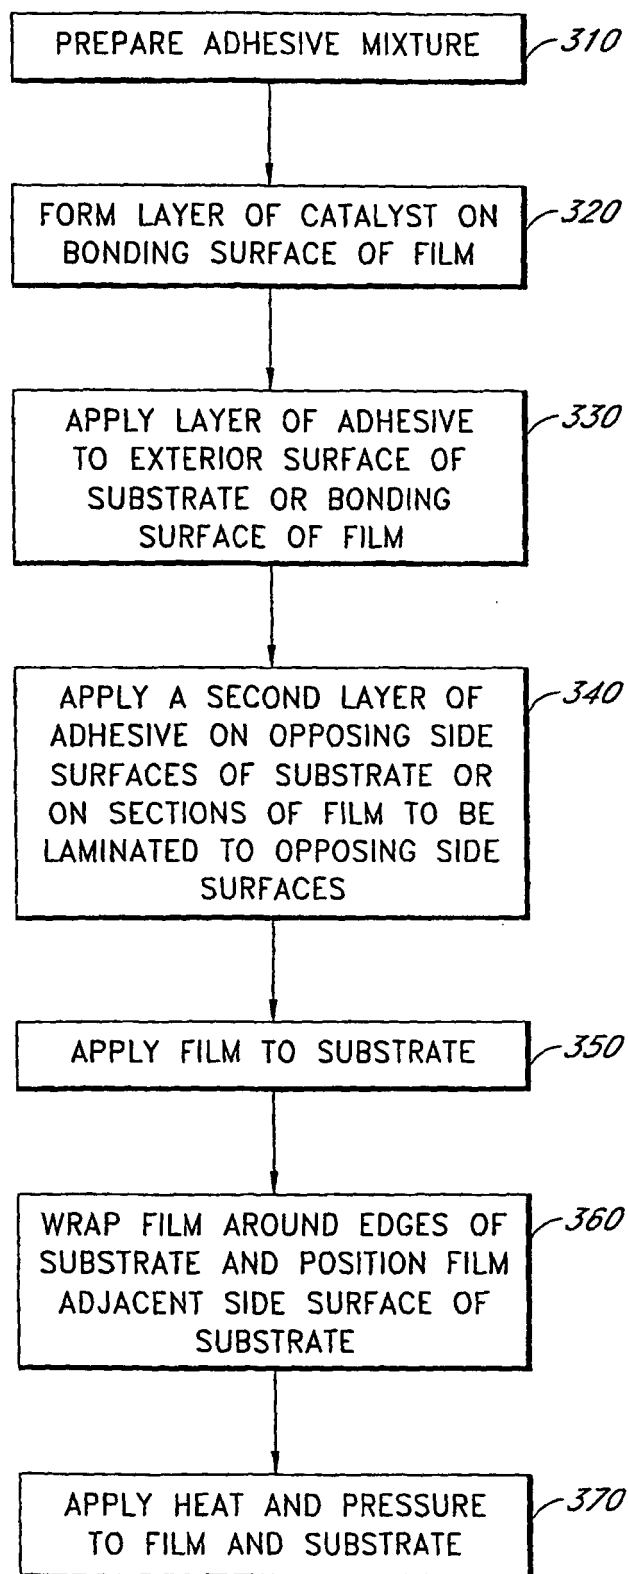 PREPARE ADHESIVE MIXTURE
310
FORM LAYER OF CATALYST ON
BONDING SURFACE OF FILM
320
APPLY LAYER OF ADHESIVE
TO EXTERIOR SURFACE OF
SUBSTRATE OR BONDING
SURFACE OF FILM
330
APPLY A SECOND LAYER OF
ADHESIVE ON OPPOSING SIDE
SURFACES OF SUBSTRATE OR
ON SECTIONS OF FILM TO BE
LAMINATED TO OPPOSING SIDE
SURFACES
340
APPLY FILM TO SUBSTRATE
350
WRAP FILM AROUND EDGES OF
SUBSTRATE AND POSITION FILM
ADJACENT SIDE SURFACE OF
SUBSTRATE
360
APPLY HEAT AND PRESSURE
TO FILM AND SUBSTRATE
370